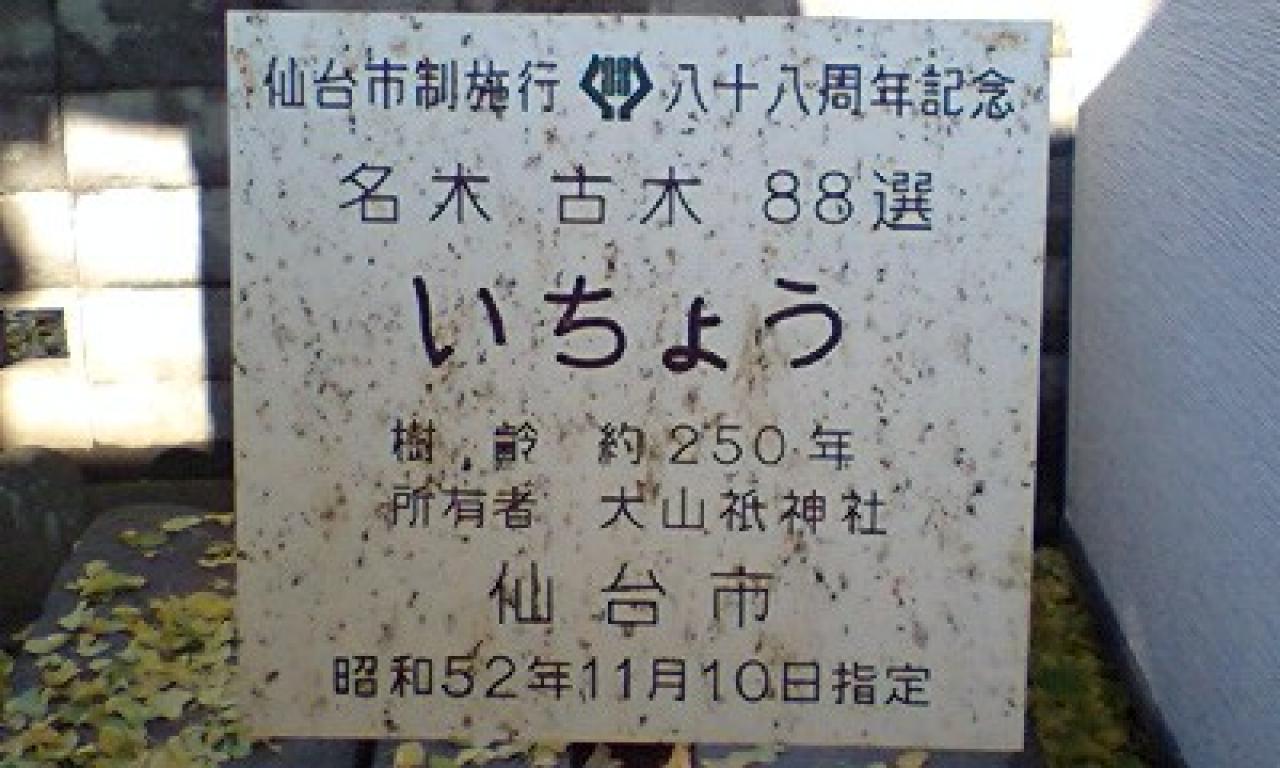 仙台市制施行 八十八周年記念
名木 古木 88選
いちょう
樹 齢 約250年
所有者 大山祇神社
仙台市
昭和52年11月10日指定